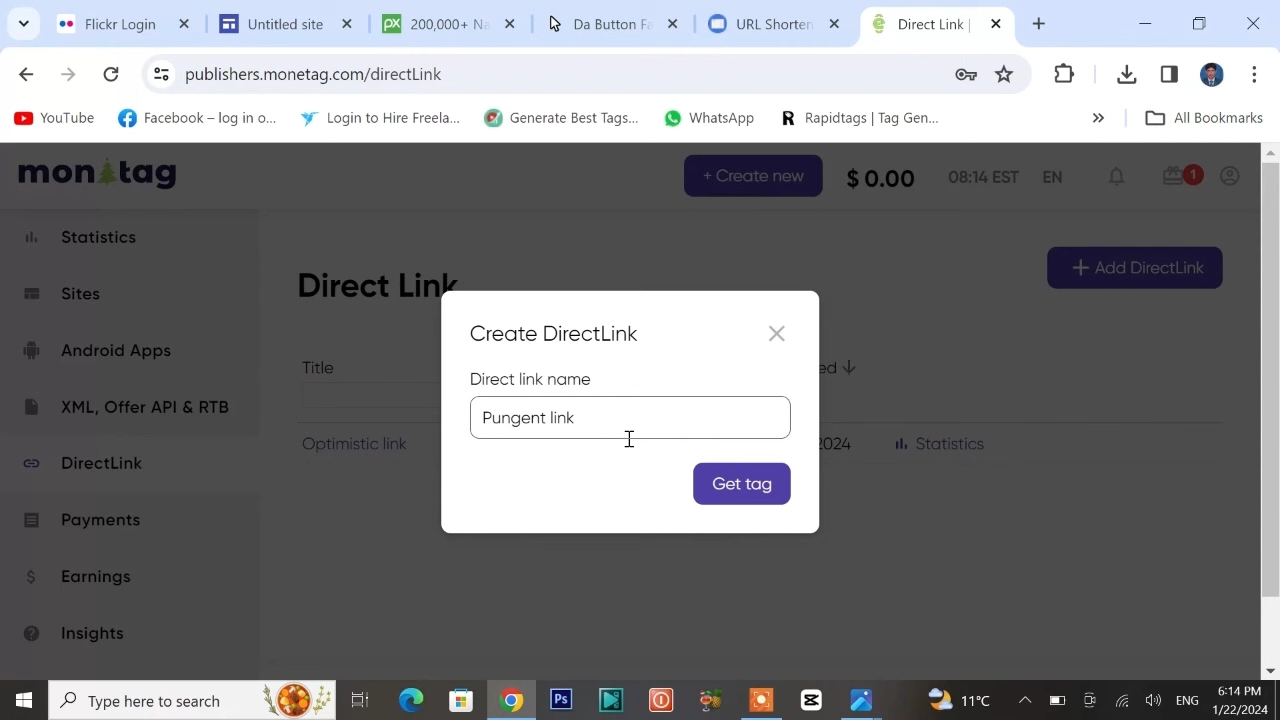 Flickr Login
Untitled site
200,000+ Na
Da Button Fa
URL Shorten
Direct Link |
publishers.monetag.com/directLink
YouTube
Facebook – log in o...
Login to Hire Freela...
Generate Best Tags...
WhatsApp
Rapidtags | Tag Gen...
All Bookmarks
monetag
+ Create new
$ 0.00
08:14 EST
EN
1
Statistics
Sites
Android Apps
XML, Offer API & RTB
DirectLink
Payments
Earnings
Insights
Direct Link
+ Add DirectLink
Title
ed
Optimistic link
2024
Statistics
Create DirectLink
Direct link name
Pungent link
Get tag
Type here to search
11°C
ENG
6:14 PM
1/22/2024